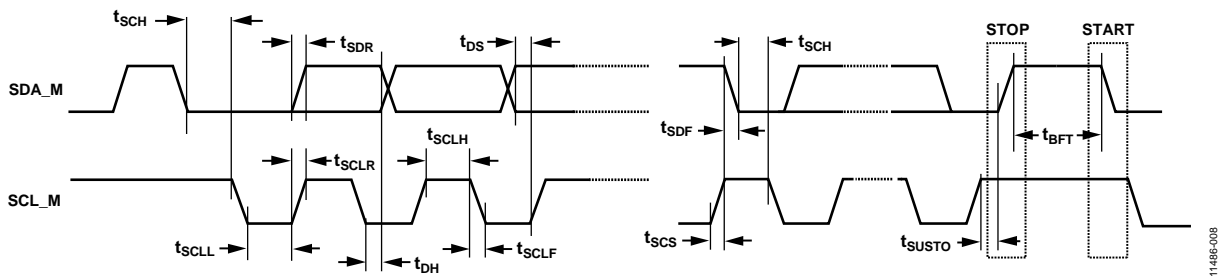 STOP
START
tSCH
tSDR
tDS
tSCH
SDA_M
tSDF
tBFT
tSCLH
tSCLR
SCL_M
tSCLL
tDH
tSCLF
tSCS
tSUSTO
11486-008